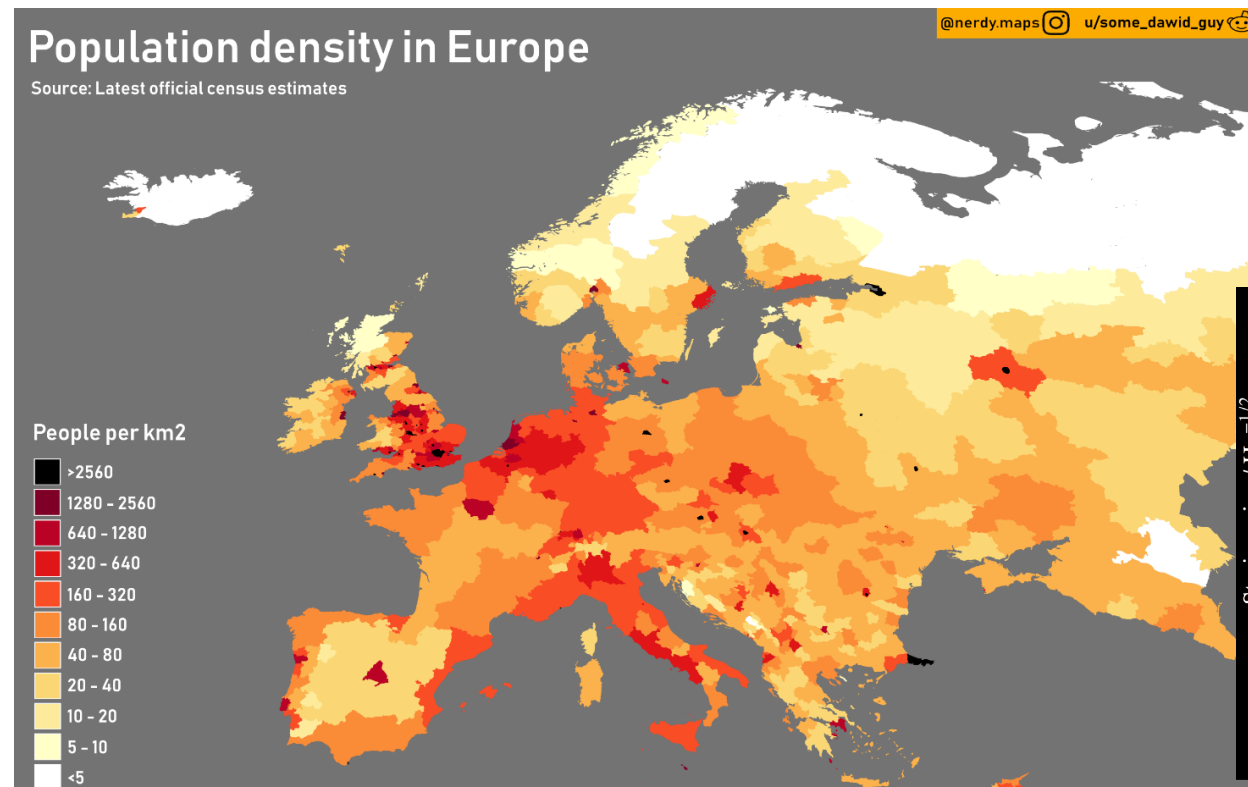 @nerdy.maps u/some_dawid_guy
Population density in Europe
Source: Latest official census estimates
People per km2
>2560
1280 - 2560
640 - 1280
320 - 640
160 - 320
80 - 160
40 - 80
20 - 40
10 - 20
5 - 10
<5